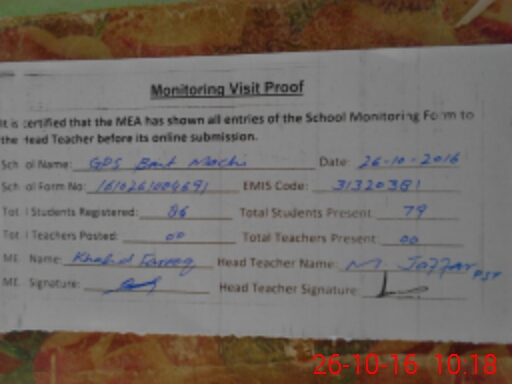 Monitoring Visit Proof
It is certified that the MEA has shown all entries of the School Monitoring Form to
the Head Teacher before its online submission.
School Name: GPS Bait Mochi Date: 26-10-2016
School Form No: 1610261004691 EMIS Code: 31320381
Total Students Registered: 86 Total Students Present: 79
Total Teachers Posted: 00 Total Teachers Present: 00
MEA Name: Khalid Farooq Head Teacher Name: M. Jaffar PST
MEA Signature: Head Teacher Signature
26-10-16 10:18